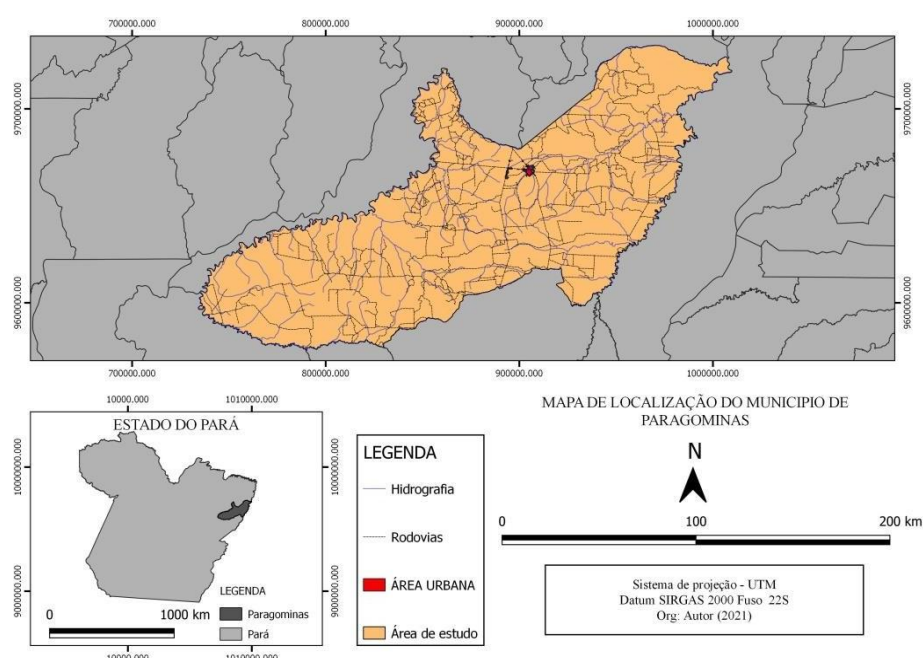 700000.000 800000.000 900000.000 1000000.000
9700000.000 9700000.000
9600000.000 9600000.000
700000.000 800000.000 900000.000 1000000.000
10000.000 1010000.000
ESTADO DO PARÁ
10000000.000 10000000.000
9000000.000 9000000.000
LEGENDA
Paragominas
Pará
0 1000 km
10000.000 1010000.000
LEGENDA
Hidrografia
Rodovias
ÁREA URBANA
Área de estudo
MAPA DE LOCALIZAÇÃO DO MUNICIPIO DE
PARAGOMINAS
N
0 100 200 km
Sistema de projeção - UTM
Datum SIRGAS 2000 Fuso 22S
Org: Autor (2021)